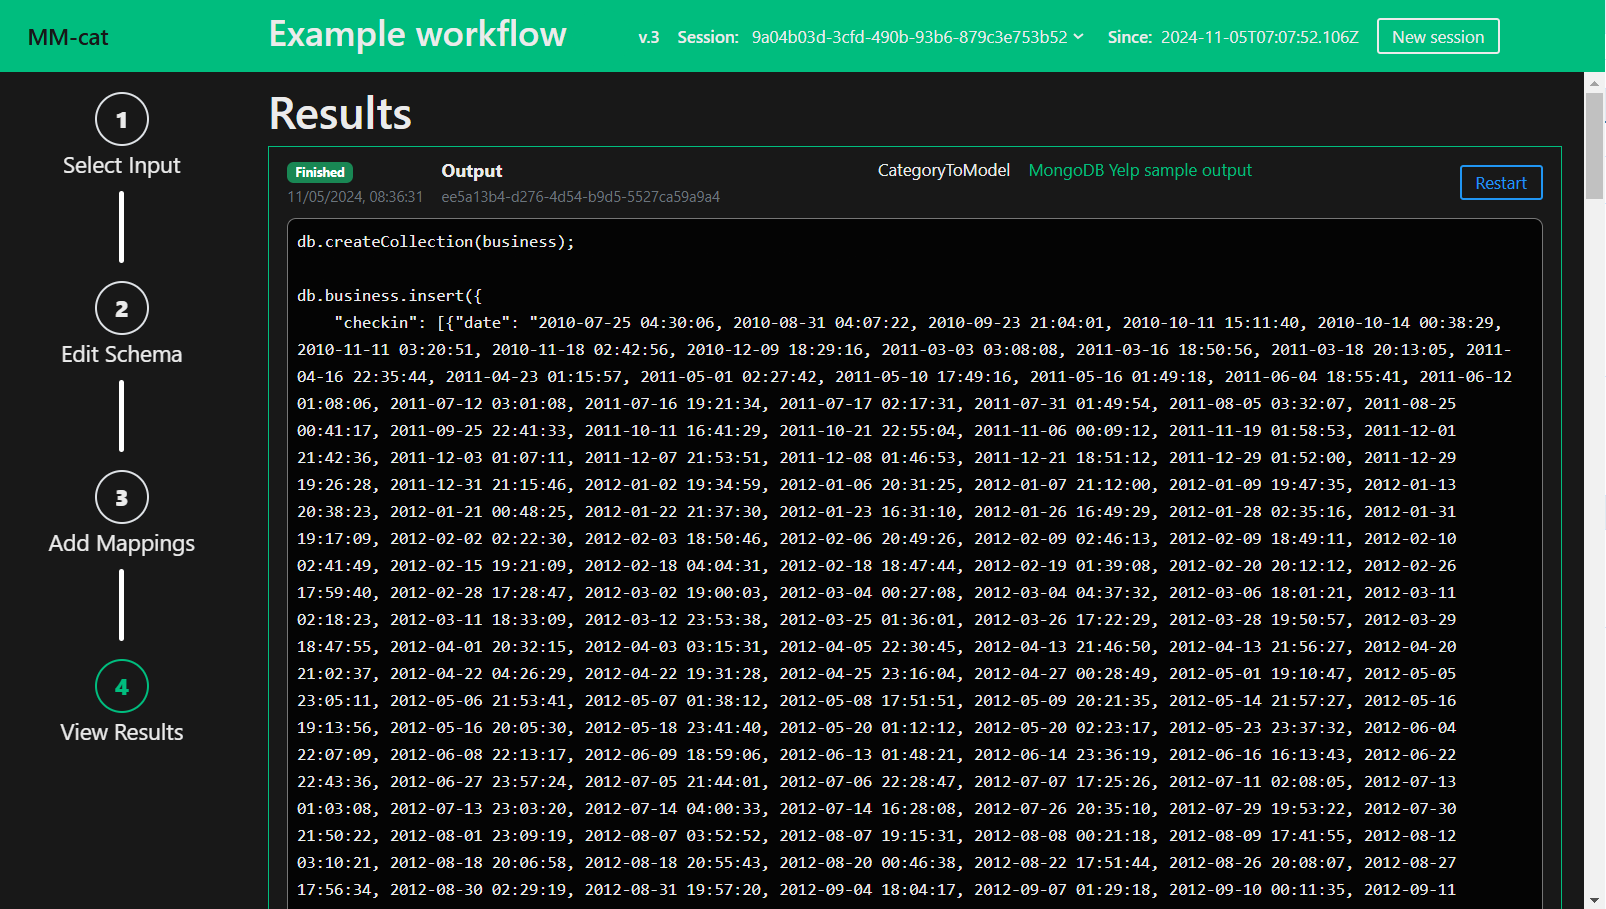 MM-cat
Example workflow
v.3 Session: 9a04b03d-3cfd-490b-93b6-879c3e753b52 Since: 2024-11-05T07:07:52.106Z New session
1
Select Input
2
Edit Schema
3
Add Mappings
4
View Results
Results
Finished Output CategoryToModel MongoDB Yelp sample output Restart
11/05/2024, 08:36:31 ee5a13b4-d276-4d54-b9d5-5527ca59a9a4
db.createCollection(business);
db.business.insert({
"checkin": [{"date": "2010-07-25 04:30:06, 2010-08-31 04:07:22, 2010-09-23 21:04:01, 2010-10-11 15:11:40, 2010-10-14 00:38:29,
2010-11-11 03:20:51, 2010-11-18 02:42:56, 2010-12-09 18:29:16, 2011-03-03 03:08:08, 2011-03-16 18:50:56, 2011-03-18 20:13:05, 2011-
04-16 22:35:44, 2011-04-23 01:15:57, 2011-05-01 02:27:42, 2011-05-10 17:49:16, 2011-05-16 01:49:18, 2011-06-04 18:55:41, 2011-06-12
01:08:06, 2011-07-12 03:01:08, 2011-07-16 19:21:34, 2011-07-17 02:17:31, 2011-07-31 01:49:54, 2011-08-05 03:32:07, 2011-08-25
00:41:17, 2011-09-25 22:41:33, 2011-10-11 16:41:29, 2011-10-21 22:55:04, 2011-11-06 00:09:12, 2011-11-19 01:58:53, 2011-12-01
21:42:36, 2011-12-03 01:07:11, 2011-12-07 21:53:51, 2011-12-08 01:46:53, 2011-12-21 18:51:12, 2011-12-29 01:52:00, 2011-12-29
19:26:28, 2011-12-31 21:15:46, 2012-01-02 19:34:59, 2012-01-06 20:31:25, 2012-01-07 21:12:00, 2012-01-09 19:47:35, 2012-01-13
20:38:23, 2012-01-21 00:48:25, 2012-01-22 21:37:30, 2012-01-23 16:31:10, 2012-01-26 16:49:29, 2012-01-28 02:35:16, 2012-01-31
19:17:09, 2012-02-02 02:22:30, 2012-02-03 18:50:46, 2012-02-06 20:49:26, 2012-02-09 02:46:13, 2012-02-09 18:49:11, 2012-02-10
02:41:49, 2012-02-15 19:21:09, 2012-02-18 04:04:31, 2012-02-18 18:47:44, 2012-02-19 01:39:08, 2012-02-20 20:12:12, 2012-02-26
17:59:40, 2012-02-28 17:28:47, 2012-03-02 19:00:03, 2012-03-04 00:27:08, 2012-03-04 04:37:32, 2012-03-06 18:01:21, 2012-03-11
02:18:23, 2012-03-11 18:33:09, 2012-03-12 23:53:38, 2012-03-25 01:36:01, 2012-03-26 17:22:29, 2012-03-28 19:50:57, 2012-03-29
18:47:55, 2012-04-01 20:32:15, 2012-04-03 03:15:31, 2012-04-05 22:30:45, 2012-04-13 21:46:50, 2012-04-13 21:56:27, 2012-04-20
21:02:37, 2012-04-22 04:26:29, 2012-04-22 19:31:28, 2012-04-25 23:16:04, 2012-04-27 00:28:49, 2012-05-01 19:10:47, 2012-05-05
23:05:11, 2012-05-06 21:53:41, 2012-05-07 01:38:12, 2012-05-08 17:51:51, 2012-05-09 20:21:35, 2012-05-14 21:57:27, 2012-05-16
19:13:56, 2012-05-16 20:05:30, 2012-05-18 23:41:40, 2012-05-20 01:12:12, 2012-05-20 02:23:17, 2012-05-23 23:37:32, 2012-06-04
22:07:09, 2012-06-08 22:13:17, 2012-06-09 18:59:06, 2012-06-13 01:48:21, 2012-06-14 23:36:19, 2012-06-16 16:13:43, 2012-06-22
22:43:36, 2012-06-27 23:57:24, 2012-07-05 21:44:01, 2012-07-06 22:28:47, 2012-07-07 17:25:26, 2012-07-11 02:08:05, 2012-07-13
01:03:08, 2012-07-13 23:03:20, 2012-07-14 04:00:33, 2012-07-14 16:28:08, 2012-07-26 20:35:10, 2012-07-29 19:53:22, 2012-07-30
21:50:22, 2012-08-01 23:09:19, 2012-08-07 03:52:52, 2012-08-07 19:15:31, 2012-08-08 00:21:18, 2012-08-09 17:41:55, 2012-08-12
03:10:21, 2012-08-18 20:06:58, 2012-08-18 20:55:43, 2012-08-20 00:46:38, 2012-08-22 17:51:44, 2012-08-26 20:08:07, 2012-08-27
17:56:34, 2012-08-30 02:29:19, 2012-08-31 19:57:20, 2012-09-04 18:04:17, 2012-09-07 01:29:18, 2012-09-10 00:11:35, 2012-09-11